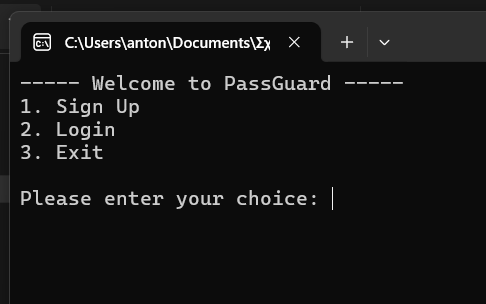 C:\Users\anton\Documents\Σχ
----- Welcome to PassGuard -----
1. Sign Up
2. Login
3. Exit
Please enter your choice: